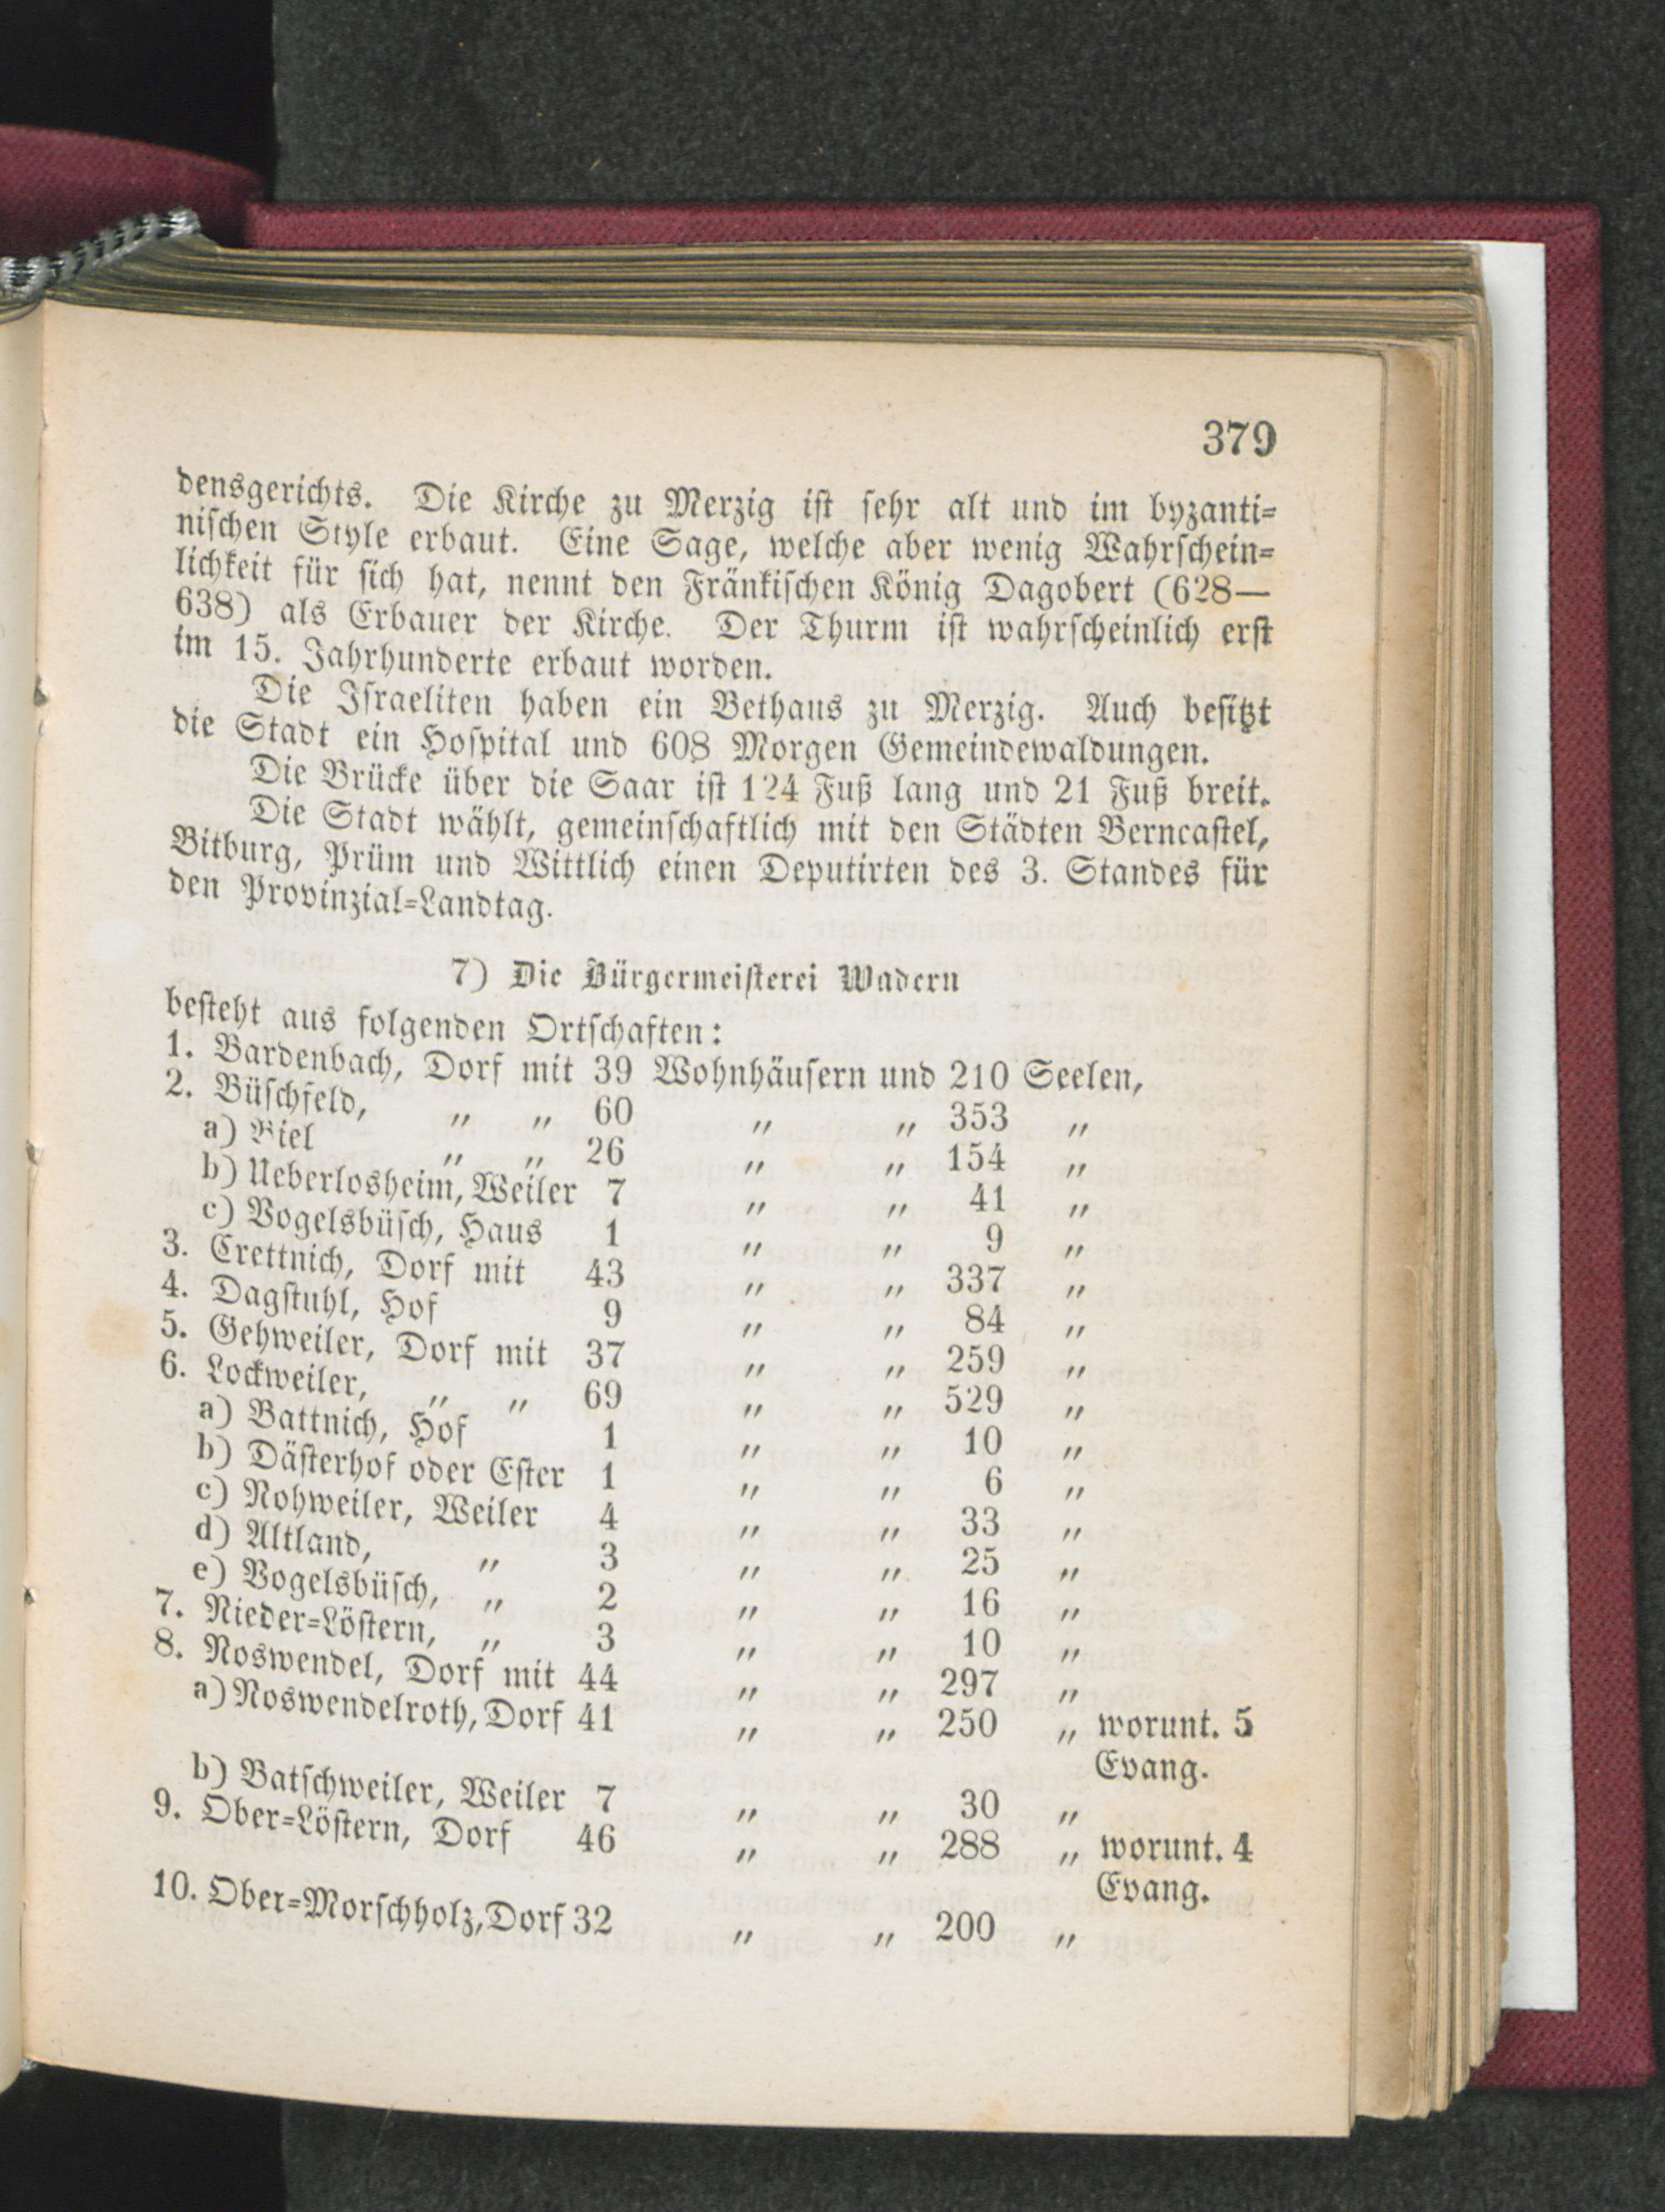 379
densgerichts. Die Kirche zu Merzig ist sehr alt und im byzanti-
nischen Style erbaut. Eine Sage, welche aber wenig Wahrschein-
lichkeit für sich hat, nennt den Fränkischen König Dagobert (628—
638) als Erbauer der Kirche. Der Thurm ist wahrscheinlich erst
im 15. Jahrhunderte erbaut worden.
Die Israeliten haben ein Bethaus zu Merzig. Auch besitzt
die Stadt ein Hospital und 608 Morgen Gemeindewaldungen.
Die Brücke über die Saar ist 124 Fuß lang und 21 Fuß breit.
Die Stadt wählt, gemeinschaftlich mit den Städten Berncastel,
Bitburg, Prüm und Wittlich einen Deputirten des 3. Standes für
den Provinzial-Landtag.
7) Die Bürgermeisterei Wadern
besteht aus folgenden Ortschaften:
1. Bardenbach, Dorf mit 39 Wohnhäusern und 210 Seelen,
2. Büschfeld, „ „ 60 „ „ 353 „
a) Biel „ „ 26 „ „ 154 „
b) Ueberlosheim, Weiler 7 „ „ 41 „
c) Vogelsbüsch, Haus 1 „ „ 9 „
3. Crettnich, Dorf mit 43 „ „ 337 „
4. Dagstuhl, Hof 9 „ „ 84 „
5. Gehweiler, Dorf mit 37 „ „ 259 „
6. Lockweiler, „ „ 69 „ „ 529 „
a) Battnich, Hof 1 „ „ 10 „
b) Dästerhof oder Ester 1 „ „ 6 „
c) Nohweiler, Weiler 4 „ „ 33 „
d) Altland, „ 3 „ „ 25 „
e) Vogelsbüsch, „ 2 „ „ 16 „
7. Nieder-Löstern, „ 3 „ „ 10 „
8. Noswendel, Dorf mit 44 „ „ 297 „
a) Noswendelroth, Dorf 41 „ „ 250 „ worunt. 5
Evang.
b) Batschweiler, Weiler 7 „ „ 30 „
9. Ober-Löstern, Dorf 46 „ „ 288 „ worunt. 4
Evang.
10. Ober-Morschholz, Dorf 32 „ „ 200 „